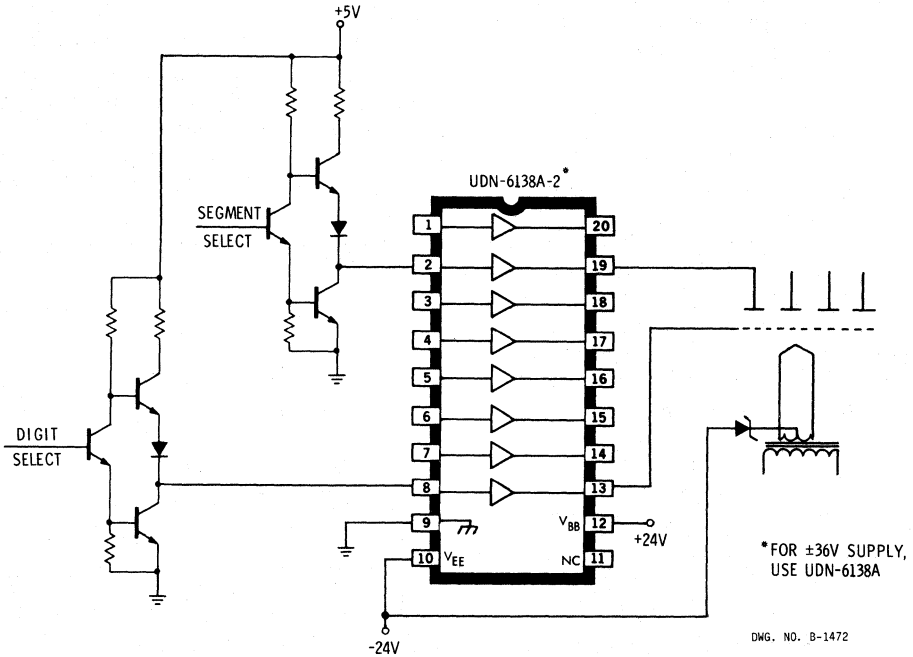 +5V
UDN-6138A-2*
SEGMENT
SELECT
DIGIT
SELECT
1 20
2 19
3 18
4 17
5 16
6 15
7 14
8 13
9 VBB 12
+24V
10 VEE NC 11
-24V
*FOR ±36V SUPPLY,
USE UDN-6138A
DWG. NO. B-1472